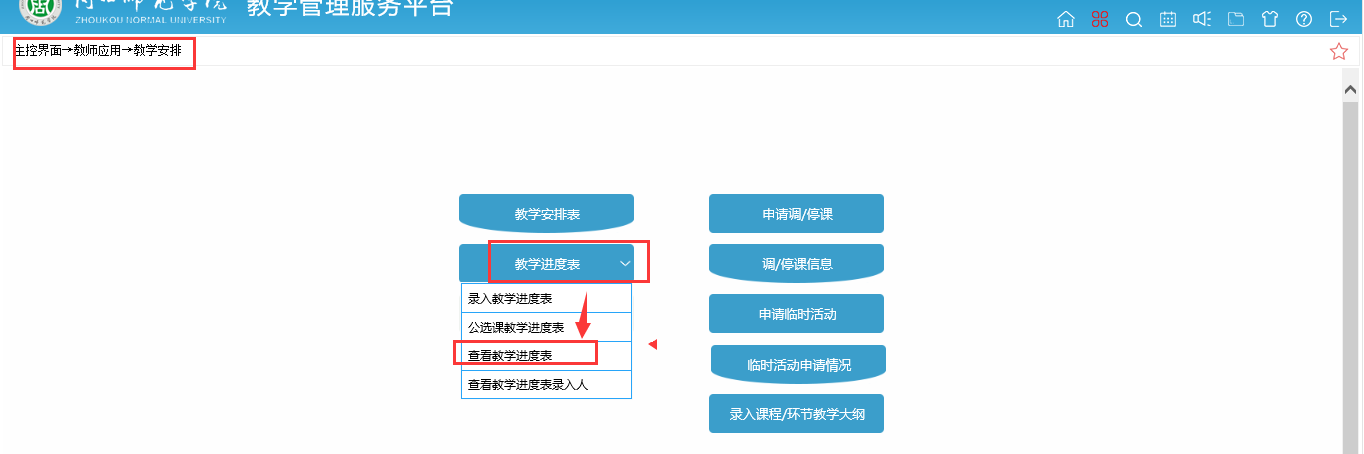 教学管理服务平台
ZHOUKOU NORMAL UNIVERSITY
主控界面→教师应用→教学安排
教学安排表
申请调/停课
教学进度表
调/停课信息
录入教学进度表
公选课教学进度表
查看教学进度表
查看教学进度表录入人
申请临时活动
临时活动申请情况
录入课程/环节教学大纲